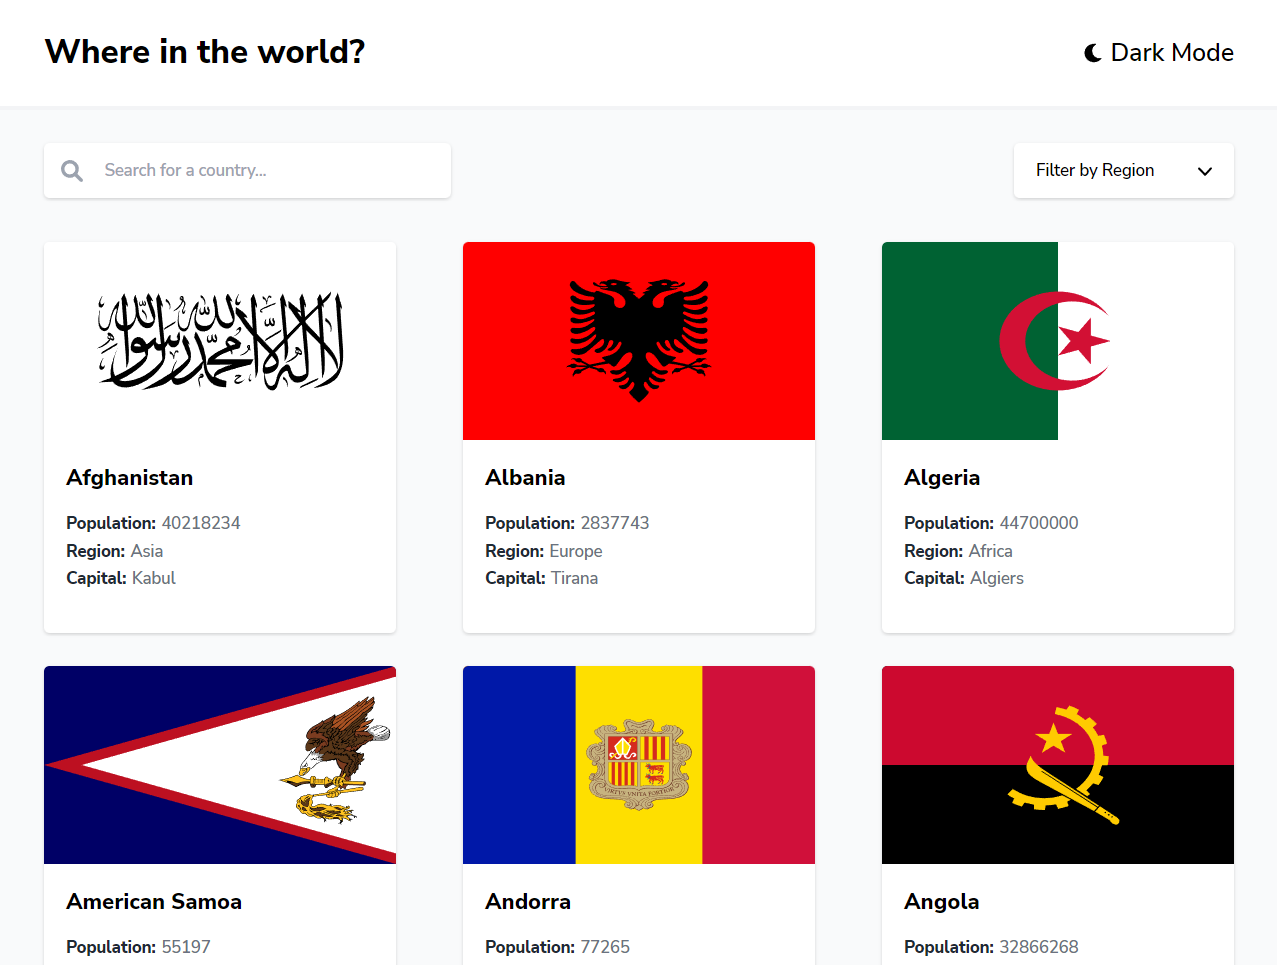 Where in the world?
Dark Mode
Search for a country...
Filter by Region
لا إله إلا الله محمد رسول الله
Afghanistan
Population: 40218234
Region: Asia
Capital: Kabul
Albania
Population: 2837743
Region: Europe
Capital: Tirana
Algeria
Population: 44700000
Region: Africa
Capital: Algiers
VIRTUS UNITA FORTIOR
American Samoa
Population: 55197
Andorra
Population: 77265
Angola
Population: 32866268